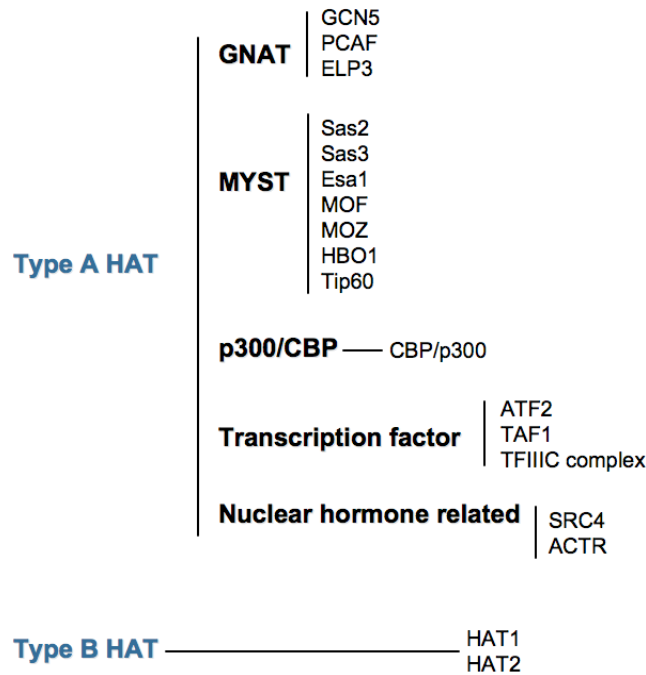 GCN5
GNAT
PCAF
ELP3
Sas2
Sas3
MYST
Esa1
MOF
MOZ
Type A HAT
HBO1
Tip60
p300/CBP
CBP/p300
ATF2
Transcription factor
TAF1
TFIIIC complex
Nuclear hormone related
SRC4
ACTR
Type B HAT
HAT1
HAT2